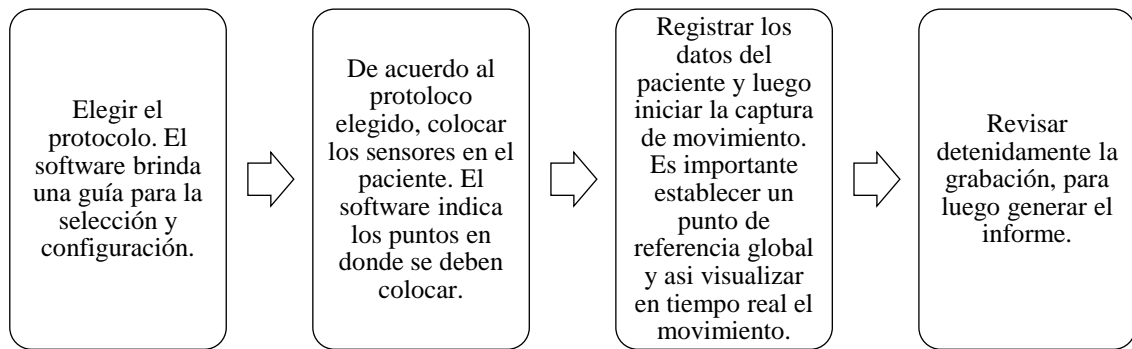 Elegir el
protocolo. El
software brinda
una guía para la
selección y
configuración.
De acuerdo al
protoloco
elegido, colocar
los sensores en el
paciente. El
software indica
los puntos en
donde se deben
colocar.
Registrar los
datos del
paciente y luego
iniciar la captura
de movimiento.
Es importante
establecer un
punto de
referencia global
y asi visualizar
en tiempo real el
movimiento.
Revisar
detenidamente la
grabación, para
luego generar el
informe.